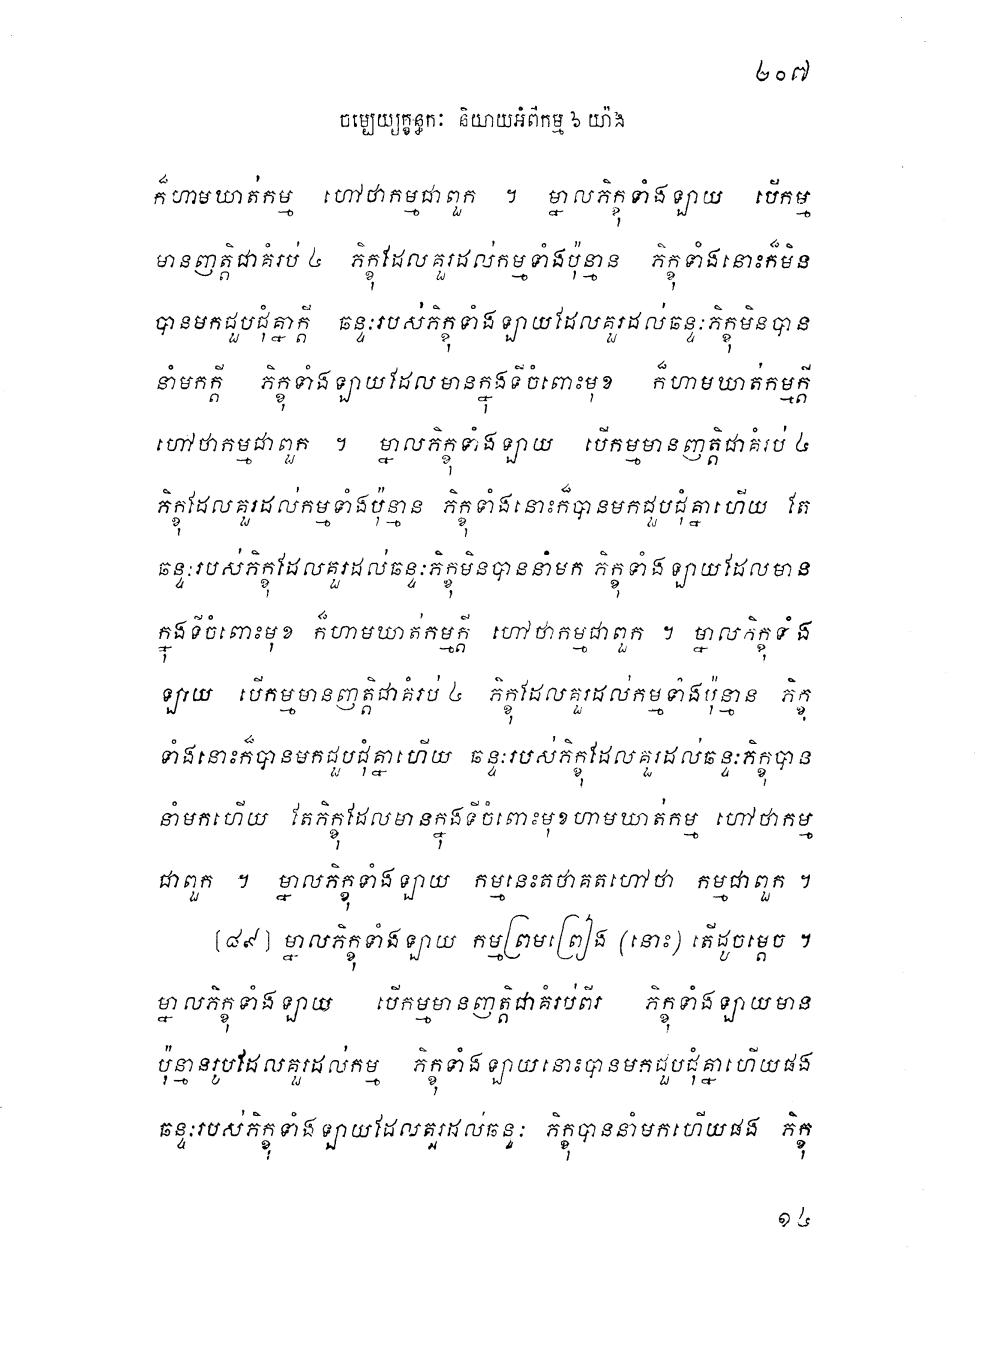 ២០៧
ចម្បេយ្យក្ខន្ធកៈ និយាយអំពីកម្ម ៦ យ៉ាង
ក៏ហាមឃាត់កម្ម ហៅថាកម្មជាពួក ។ ម្នាលភិក្ខុទាំងឡាយ បើកម្ម
មានញត្តិជាគំរប់ ៤ ភិក្ខុដែលគួរដល់កម្មទាំងប៉ុន្មាន ភិក្ខុទាំងនោះក៏មិន
បានមកជួបជុំគ្នាក្តី ឆន្ទៈរបស់ភិក្ខុទាំងឡាយដែលគួរដល់ឆន្ទៈភិក្ខុមិនបាន
នាំមកក្តី ភិក្ខុទាំងឡាយដែលមានក្នុងទីចំពោះមុខ ក៏ហាមឃាត់កម្មក្តី
ហៅថាកម្មជាពួក ។ ម្នាលភិក្ខុទាំងឡាយ បើកម្មមានញត្តិជាគំរប់ ៤
ភិក្ខុដែលគួរដល់កម្មទាំងប៉ុន្មាន ភិក្ខុទាំងនោះក៏បានមកជួបជុំគ្នាហើយ តែ
ឆន្ទៈរបស់ភិក្ខុដែលគួរដល់ឆន្ទៈភិក្ខុមិនបាននាំមក ភិក្ខុទាំងឡាយដែលមាន
ក្នុងទីចំពោះមុខ ក៏ហាមឃាត់កម្មក្តី ហៅថាកម្មជាពួក ។ ម្នាលភិក្ខុទាំង
ឡាយ បើកម្មមានញត្តិជាគំរប់ ៤ ភិក្ខុដែលគួរដល់កម្មទាំងប៉ុន្មាន ភិក្ខុ
ទាំងនោះក៏បានមកជួបជុំគ្នាហើយ ឆន្ទៈរបស់ភិក្ខុដែលគួរដល់ឆន្ទៈភិក្ខុបាន
នាំមកហើយ តែភិក្ខុដែលមានក្នុងទីចំពោះមុខហាមឃាត់កម្ម ហៅថាកម្ម
ជាពួក ។ ម្នាលភិក្ខុទាំងឡាយ កម្មនេះតថាគតហៅថា កម្មជាពួក ។
[៨៩] ម្នាលភិក្ខុទាំងឡាយ កម្មព្រមព្រៀង (នោះ) តើដូចម្តេច ។
ម្នាលភិក្ខុទាំងឡាយ បើកម្មមានញត្តិជាគំរប់ពីរ ភិក្ខុទាំងឡាយមាន
ប៉ុន្មានរូបដែលគួរដល់កម្ម ភិក្ខុទាំងឡាយនោះបានមកជួបជុំគ្នាហើយផង
ឆន្ទៈរបស់ភិក្ខុទាំងឡាយដែលគួរដល់ឆន្ទៈ ភិក្ខុបាននាំមកហើយផង ភិក្ខុ
១៤